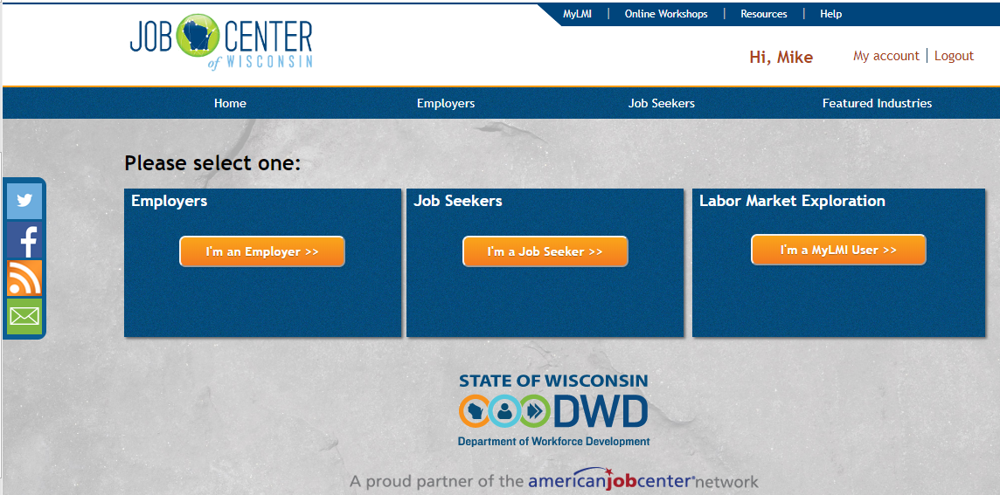 MyLMI | Online Workshops | Resources | Help
JOB CENTER
of WISCONSIN
Hi, Mike
My account | Logout
Home Employers Job Seekers Featured Industries
Please select one:
Employers
I'm an Employer >>
Job Seekers
I'm a Job Seeker >>
Labor Market Exploration
I'm a MyLMI User >>
STATE OF WISCONSIN
DWD
Department of Workforce Development
A proud partner of the americanjobcenter® network